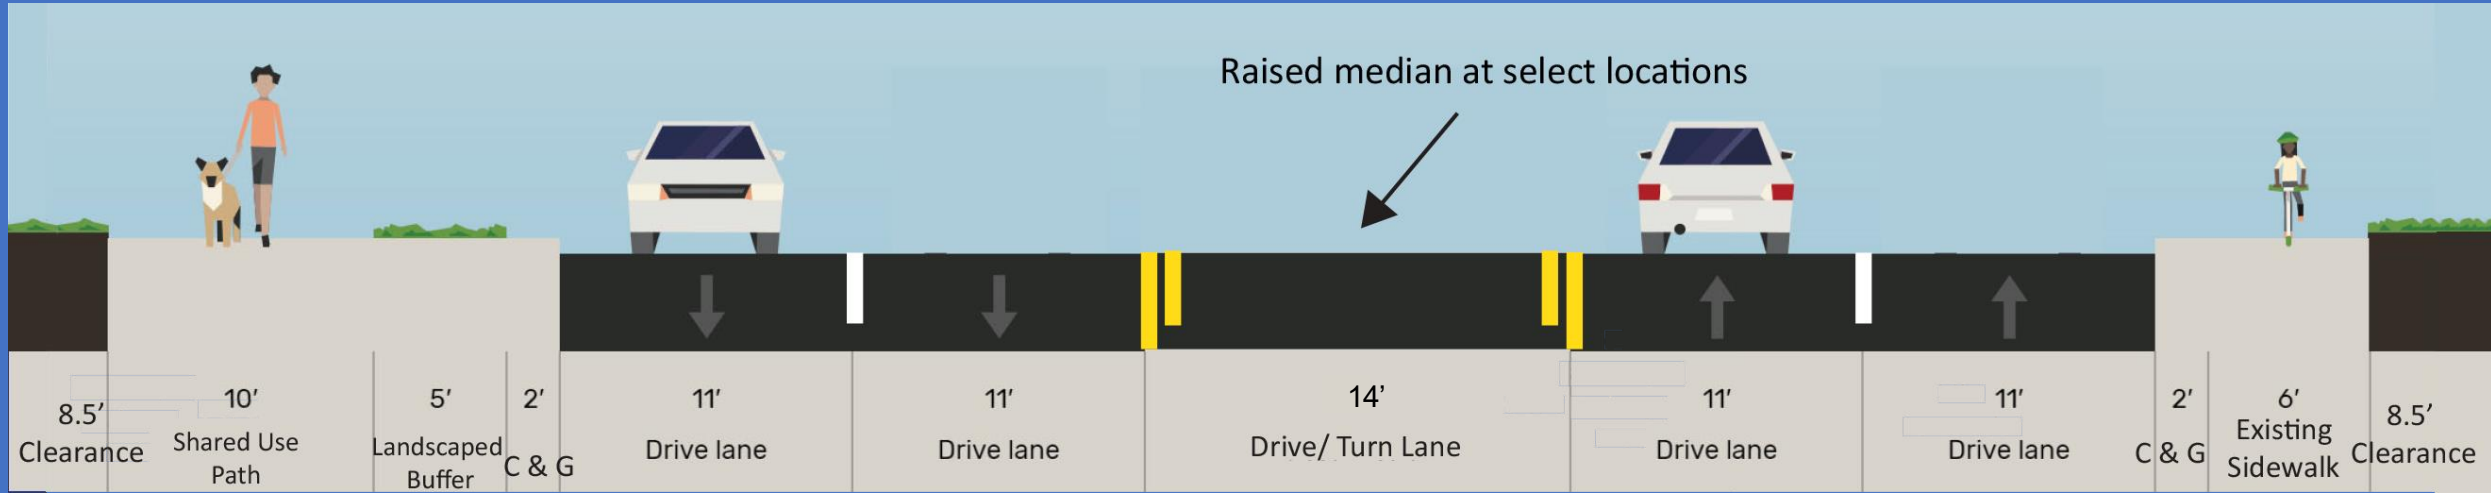 Raised median at select locations
8.5’
Clearance
10’
Shared Use
Path
5’
Landscaped
Buffer
2’
C & G
11’
Drive lane
11’
Drive lane
14’
Drive/ Turn Lane
11’
Drive lane
11’
Drive lane
2’
C & G
6’
Existing
Sidewalk
8.5’
Clearance